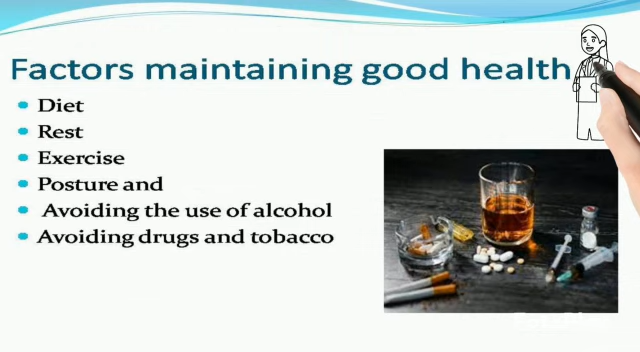 Factors maintaining good health
Diet
Rest
Exercise
Posture and
Avoiding the use of alcohol
Avoiding drugs and tobacco